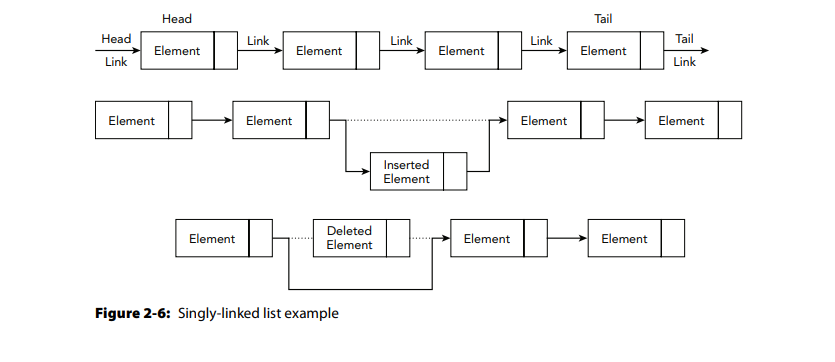 Head
Tail
Head
Link
Element
Link
Element
Link
Element
Link
Element
Tail
Link
Element
Element
Element
Element
Inserted
Element
Element
Deleted
Element
Element
Element
Figure 2-6: Singly-linked list example